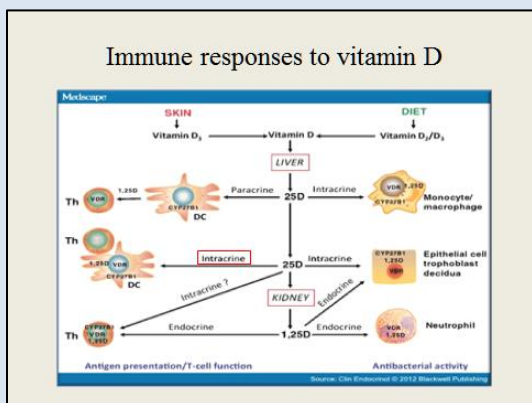 Immune responses to vitamin D
Medscape
SKIN
DIET
Vitamin D₃
Vitamin D
Vitamin D₂/D₃
LIVER
Th
VDR
1,25D
CYP27B1
DC
Paracrine
25D
Intracrine
VDR
1,25D
CYP27B1
Monocyte/
macrophage
Th
1,25D
VDR
CYP27B1
DC
Intracrine
25D
Intracrine
CYP27B1
1,25D
VDR
Epithelial cell
trophoblast
decidua
Intracrine ?
KIDNEY
Endocrine
Th
CYP27B1
VDR
1,25D
Endocrine
1,25D
Endocrine
VDR
1,25D
Neutrophil
Antigen presentation/T-cell function
Antibacterial activity
Source: Clin Endocrinol © 2012 Blackwell Publishing